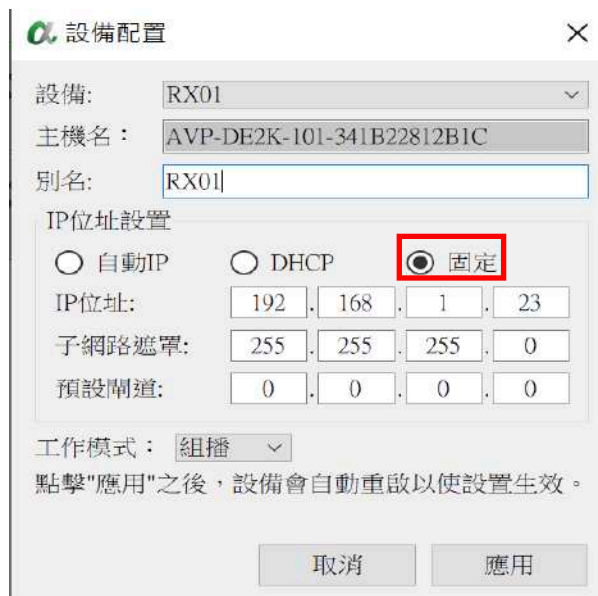 α 設備配置
設備: RX01
主機名： AVP-DE2K-101-341B22812B1C
別名: RX01
IP位址設置
自動IP DHCP 固定
IP位址: 192 . 168 . 1 . 23
子網路遮罩: 255 . 255 . 255 . 0
預設閘道: 0 . 0 . 0 . 0
工作模式： 組播
點擊"應用"之後，設備會自動重啟以使設置生效。
取消 應用